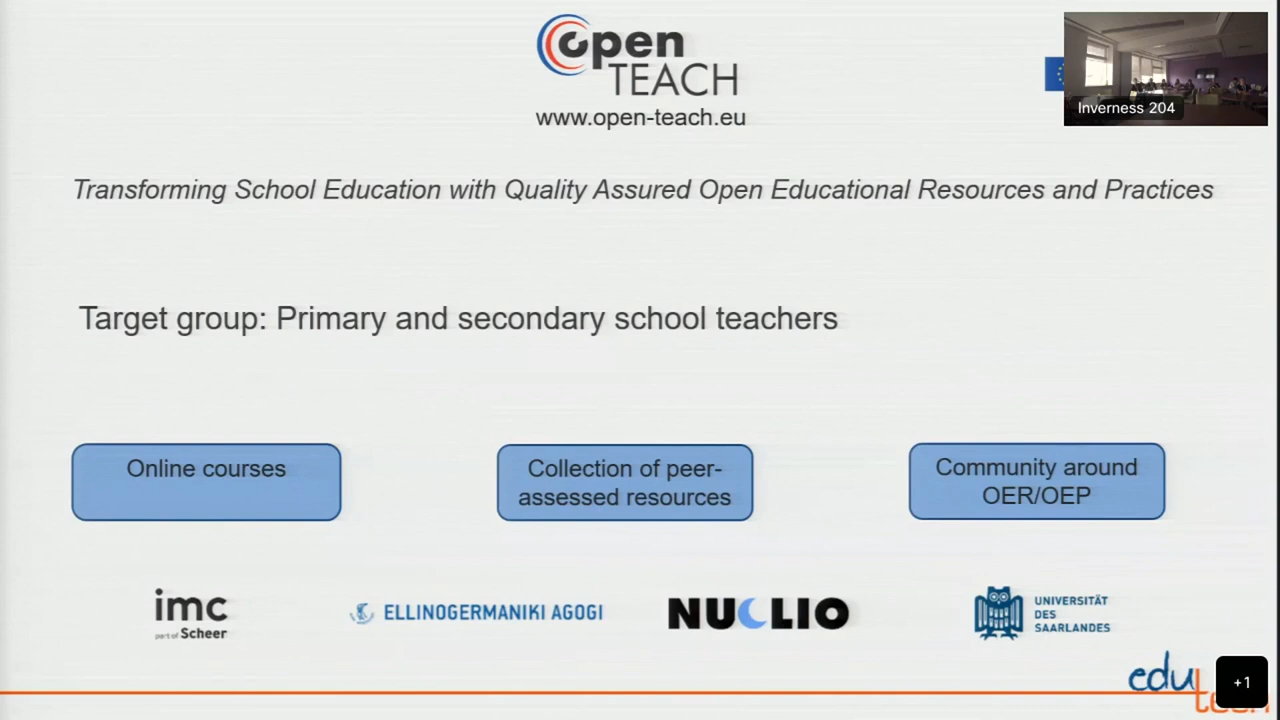 Open
TEACH
www.open-teach.eu
Inverness 204
Transforming School Education with Quality Assured Open Educational Resources and Practices
Target group: Primary and secondary school teachers
Online courses
Collection of peer-
assessed resources
Community around
OER/OEP
imc
part of Scheer
ELLINOGERMANIKI AGOGI
NUCLIO
UNIVERSITÄT
DES
SAARLANDES
edu
tech
+1